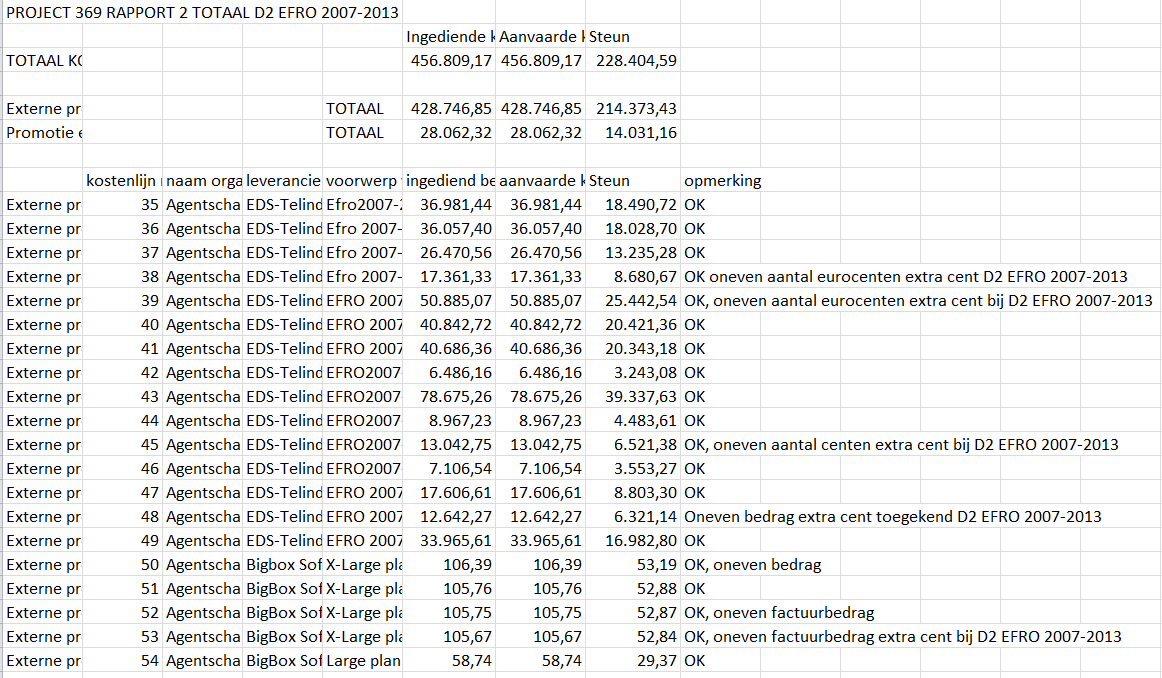 PROJECT 369 RAPPORT 2 TOTAAL D2 EFRO 2007-2013
Ingediende k Aanvaarde k Steun
TOTAAL KO 456.809,17 456.809,17 228.404,59
Externe pr TOTAAL 428.746,85 428.746,85 214.373,43
Promotie e TOTAAL 28.062,32 28.062,32 14.031,16
kostenlijn naam orga leverancie voorwerp ingediend be aanvaarde k Steun opmerking
Externe pr 35 Agentscha EDS-Telind Efro2007-2 36.981,44 36.981,44 18.490,72 OK
Externe pr 36 Agentscha EDS-Telind Efro 2007- 36.057,40 36.057,40 18.028,70 OK
Externe pr 37 Agentscha EDS-Telind Efro 2007- 26.470,56 26.470,56 13.235,28 OK
Externe pr 38 Agentscha EDS-Telind Efro 2007- 17.361,33 17.361,33 8.680,67 OK oneven aantal eurocenten extra cent D2 EFRO 2007-2013
Externe pr 39 Agentscha EDS-Telind EFRO 2007 50.885,07 50.885,07 25.442,54 OK, oneven aantal eurocenten extra cent bij D2 EFRO 2007-2013
Externe pr 40 Agentscha EDS-Telind EFRO 2007 40.842,72 40.842,72 20.421,36 OK
Externe pr 41 Agentscha EDS-Telind EFRO 2007 40.686,36 40.686,36 20.343,18 OK
Externe pr 42 Agentscha EDS-Telind EFRO2007 6.486,16 6.486,16 3.243,08 OK
Externe pr 43 Agentscha EDS-Telind EFRO2007 78.675,26 78.675,26 39.337,63 OK
Externe pr 44 Agentscha EDS-Telind EFRO2007 8.967,23 8.967,23 4.483,61 OK
Externe pr 45 Agentscha EDS-Telind EFRO2007 13.042,75 13.042,75 6.521,38 OK, oneven aantal centen extra cent bij D2 EFRO 2007-2013
Externe pr 46 Agentscha EDS-Telind EFRO2007 7.106,54 7.106,54 3.553,27 OK
Externe pr 47 Agentscha EDS-Telind EFRO 2007 17.606,61 17.606,61 8.803,30 OK
Externe pr 48 Agentscha EDS-Telind EFRO 2007 12.642,27 12.642,27 6.321,14 Oneven bedrag extra cent toegekend D2 EFRO 2007-2013
Externe pr 49 Agentscha EDS-Telind EFRO 2007 33.965,61 33.965,61 16.982,80 OK
Externe pr 50 Agentscha Bigbox Sof X-Large pla 106,39 106,39 53,19 OK, oneven bedrag
Externe pr 51 Agentscha BigBox Sof X-Large pla 105,76 105,76 52,88 OK
Externe pr 52 Agentscha BigBox Sof X-Large pla 105,75 105,75 52,87 OK, oneven factuurbedrag
Externe pr 53 Agentscha BigBox Sof X-Large pla 105,67 105,67 52,84 OK, oneven factuurbedrag extra cent bij D2 EFRO 2007-2013
Externe pr 54 Agentscha BigBox Sof Large plan 58,74 58,74 29,37 OK